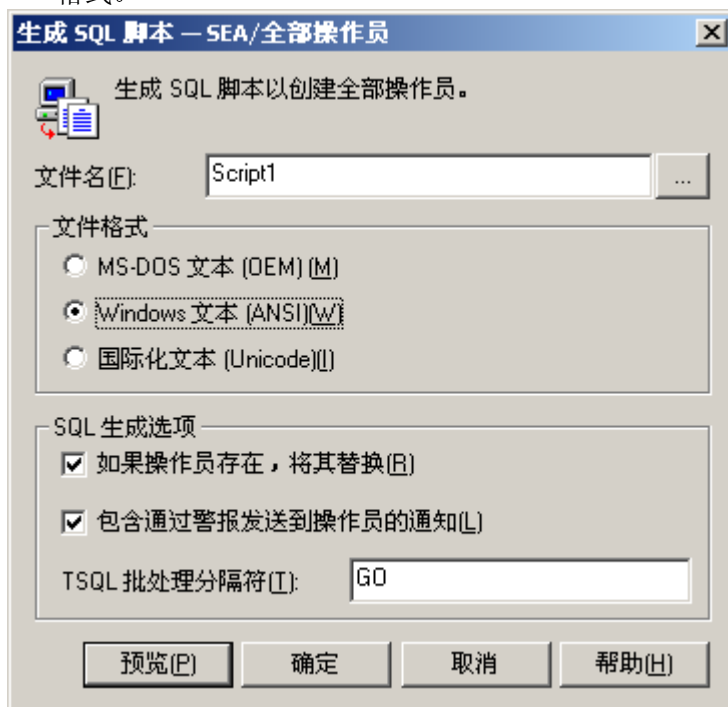 格式。
生成 SQL 脚本 — SEA/全部操作员
生成 SQL 脚本以创建全部操作员。
文件名(F): Script1 ...
文件格式
MS-DOS 文本 (OEM) (M)
Windows 文本 (ANSI)(W)
国际化文本 (Unicode)(I)
SQL 生成选项
如果操作员存在，将其替换(R)
包含通过警报发送到操作员的通知(L)
TSQL 批处理分隔符(T): GO
预览(P) 确定 取消 帮助(H)